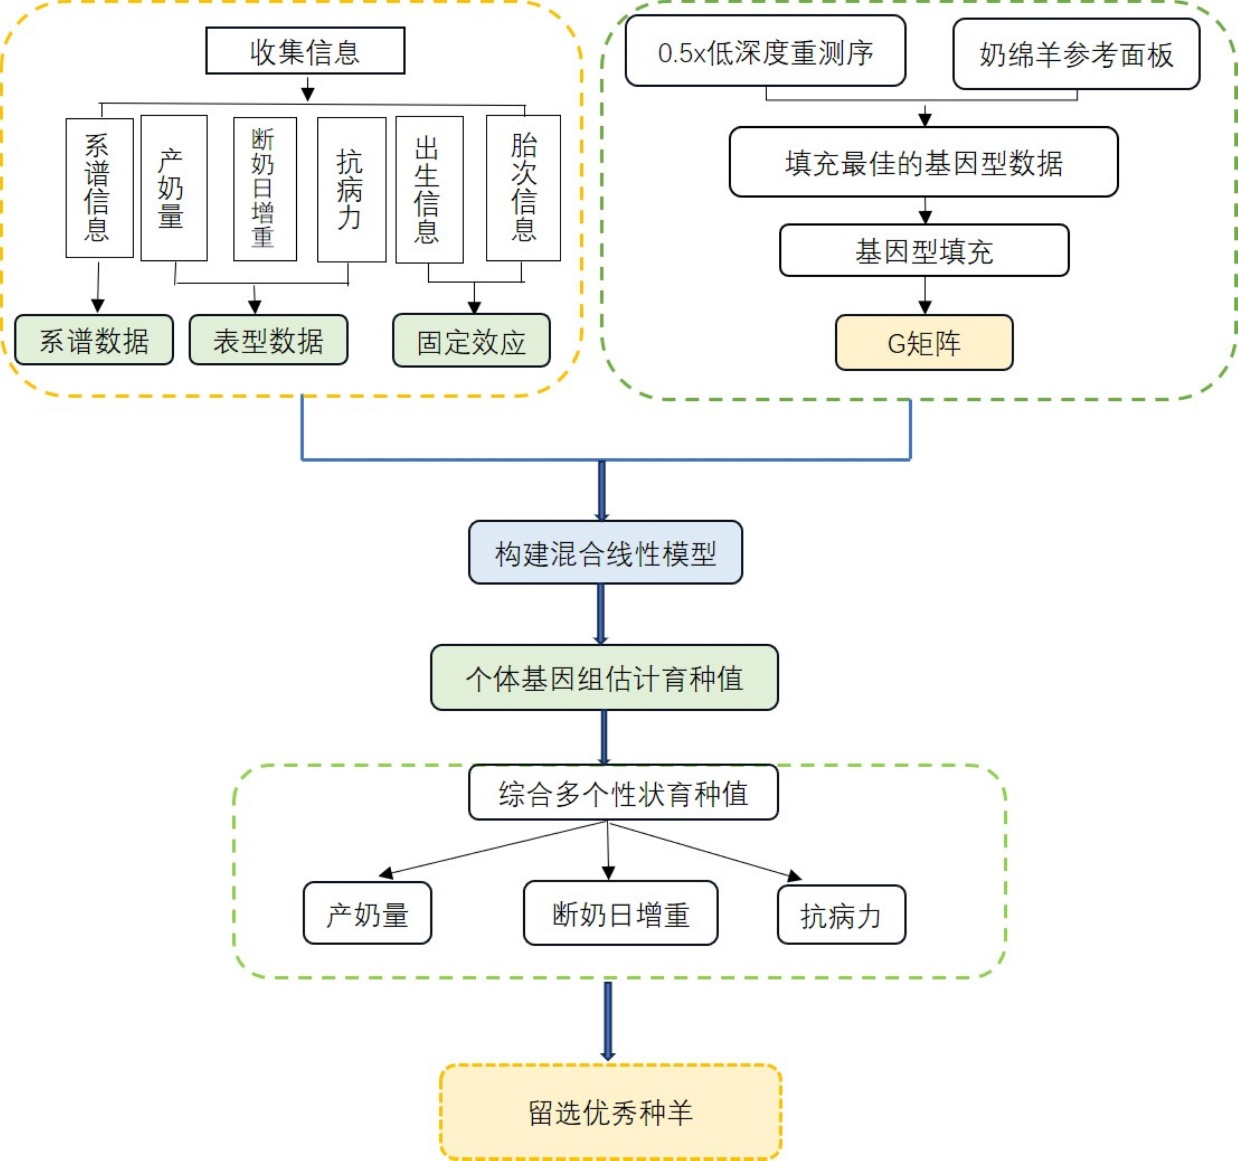 收集信息
系谱信息
产奶量
断奶日增重
抗病力
出生信息
胎次信息
系谱数据
表型数据
固定效应
0.5x低深度重测序
奶绵羊参考面板
填充最佳的基因型数据
基因型填充
G矩阵
构建混合线性模型
个体基因组估计育种值
综合多个性状育种值
产奶量
断奶日增重
抗病力
留选优秀种羊